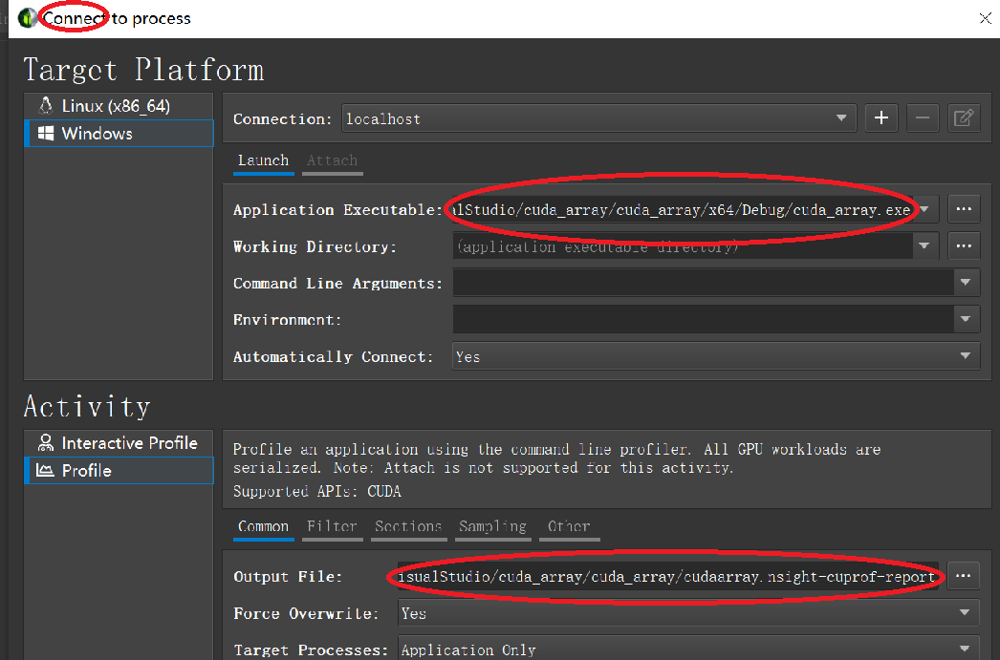 Connect to process
Target Platform
Linux (x86_64)
Windows
Connection: localhost
Launch Attach
Application Executable: alStudio/cuda_array/cuda_array/x64/Debug/cuda_array.exe
Working Directory: (application executable directory)
Command Line Arguments:
Environment:
Automatically Connect: Yes
Activity
Interactive Profile
Profile
Profile an application using the command line profiler. All GPU workloads are
serialized. Note: Attach is not supported for this activity.
Supported APIs: CUDA
Common Filter Sections Sampling Other
Output File: isualStudio/cuda_array/cuda_array/cudaarray.nsight-cuprof-report
Force Overwrite: Yes
Target Processes: Application Only